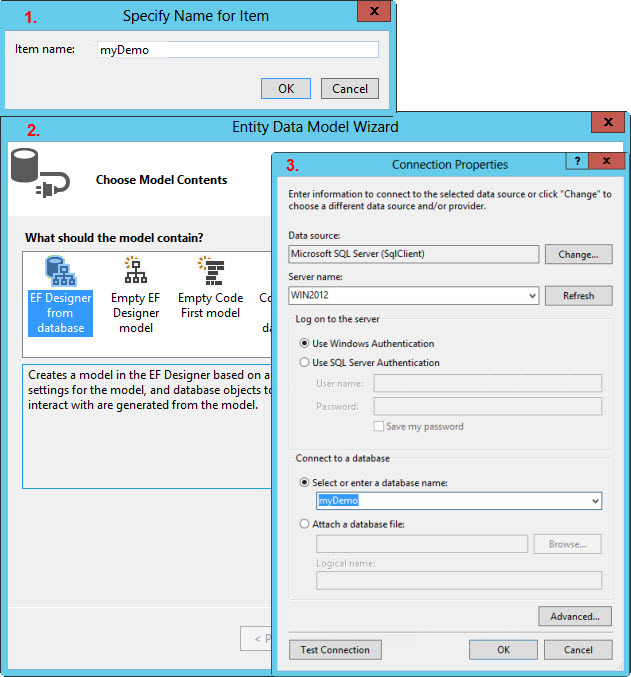 1.
Specify Name for Item
x
Item name: myDemo
OK Cancel
2.
Entity Data Model Wizard
x
Choose Model Contents
What should the model contain?
EF Designer
from
database
Empty EF
Designer
model
Empty Code
First model
Co
da
Creates a model in the EF Designer based on a
settings for the model, and database objects to
interact with are generated from the model.
< P
3.
Connection Properties
? x
Enter information to connect to the selected data source or click "Change" to
choose a different data source and/or provider.
Data source:
Microsoft SQL Server (SqlClient) Change...
Server name:
WIN2012 Refresh
Log on to the server
Use Windows Authentication
Use SQL Server Authentication
User name:
Password:
Save my password
Connect to a database
Select or enter a database name:
myDemo
Attach a database file:
Browse...
Logical name:
Advanced...
Test Connection OK Cancel